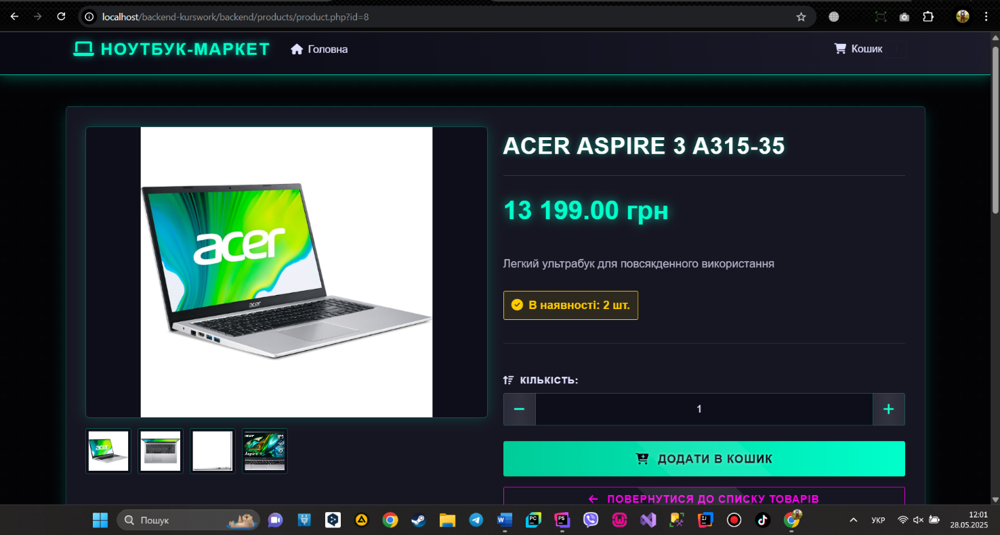 localhost/backend-kurswork/backend/products/product.php?id=8
НОУТБУК-МАРКЕТ
Головна
Кошик
ACER ASPIRE 3 A315-35
13 199.00 грн
Легкий ультрабук для повсякденного використання
В наявності: 2 шт.
КІЛЬКІСТЬ:
1
ДОДАТИ В КОШИК
ПОВЕРНУТИСЯ ДО СПИСКУ ТОВАРІВ
acer
acer
Пошук
УКР
12:01
28.05.2025